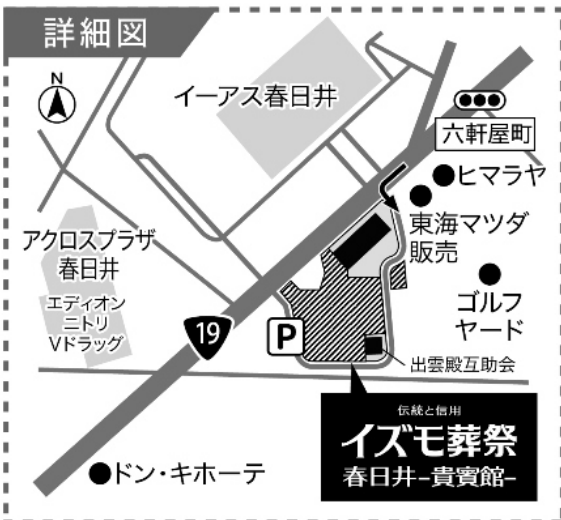 詳細図
N
イーアス春日井
六軒屋町
ヒマラヤ
東海マツダ
販売
アクロスプラザ
春日井
エディオン
ニトリ
Vドラッグ
ゴルフ
ヤード
19
P
出雲殿互助会
伝統と信用
イズモ葬祭
春日井-貴賓館-
ドン・キホーテ